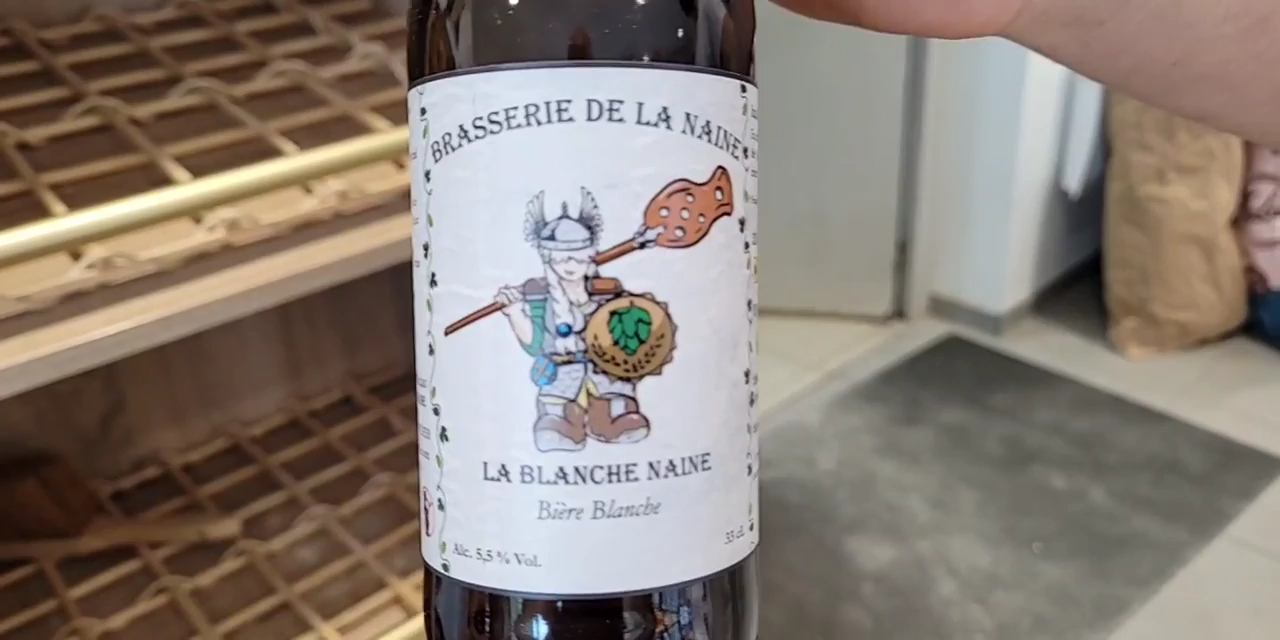 BRASSERIE DE LA NAINE
LA BLANCHE NAINE
Bière Blanche
Alc. 5,5 % Vol.
33 cL